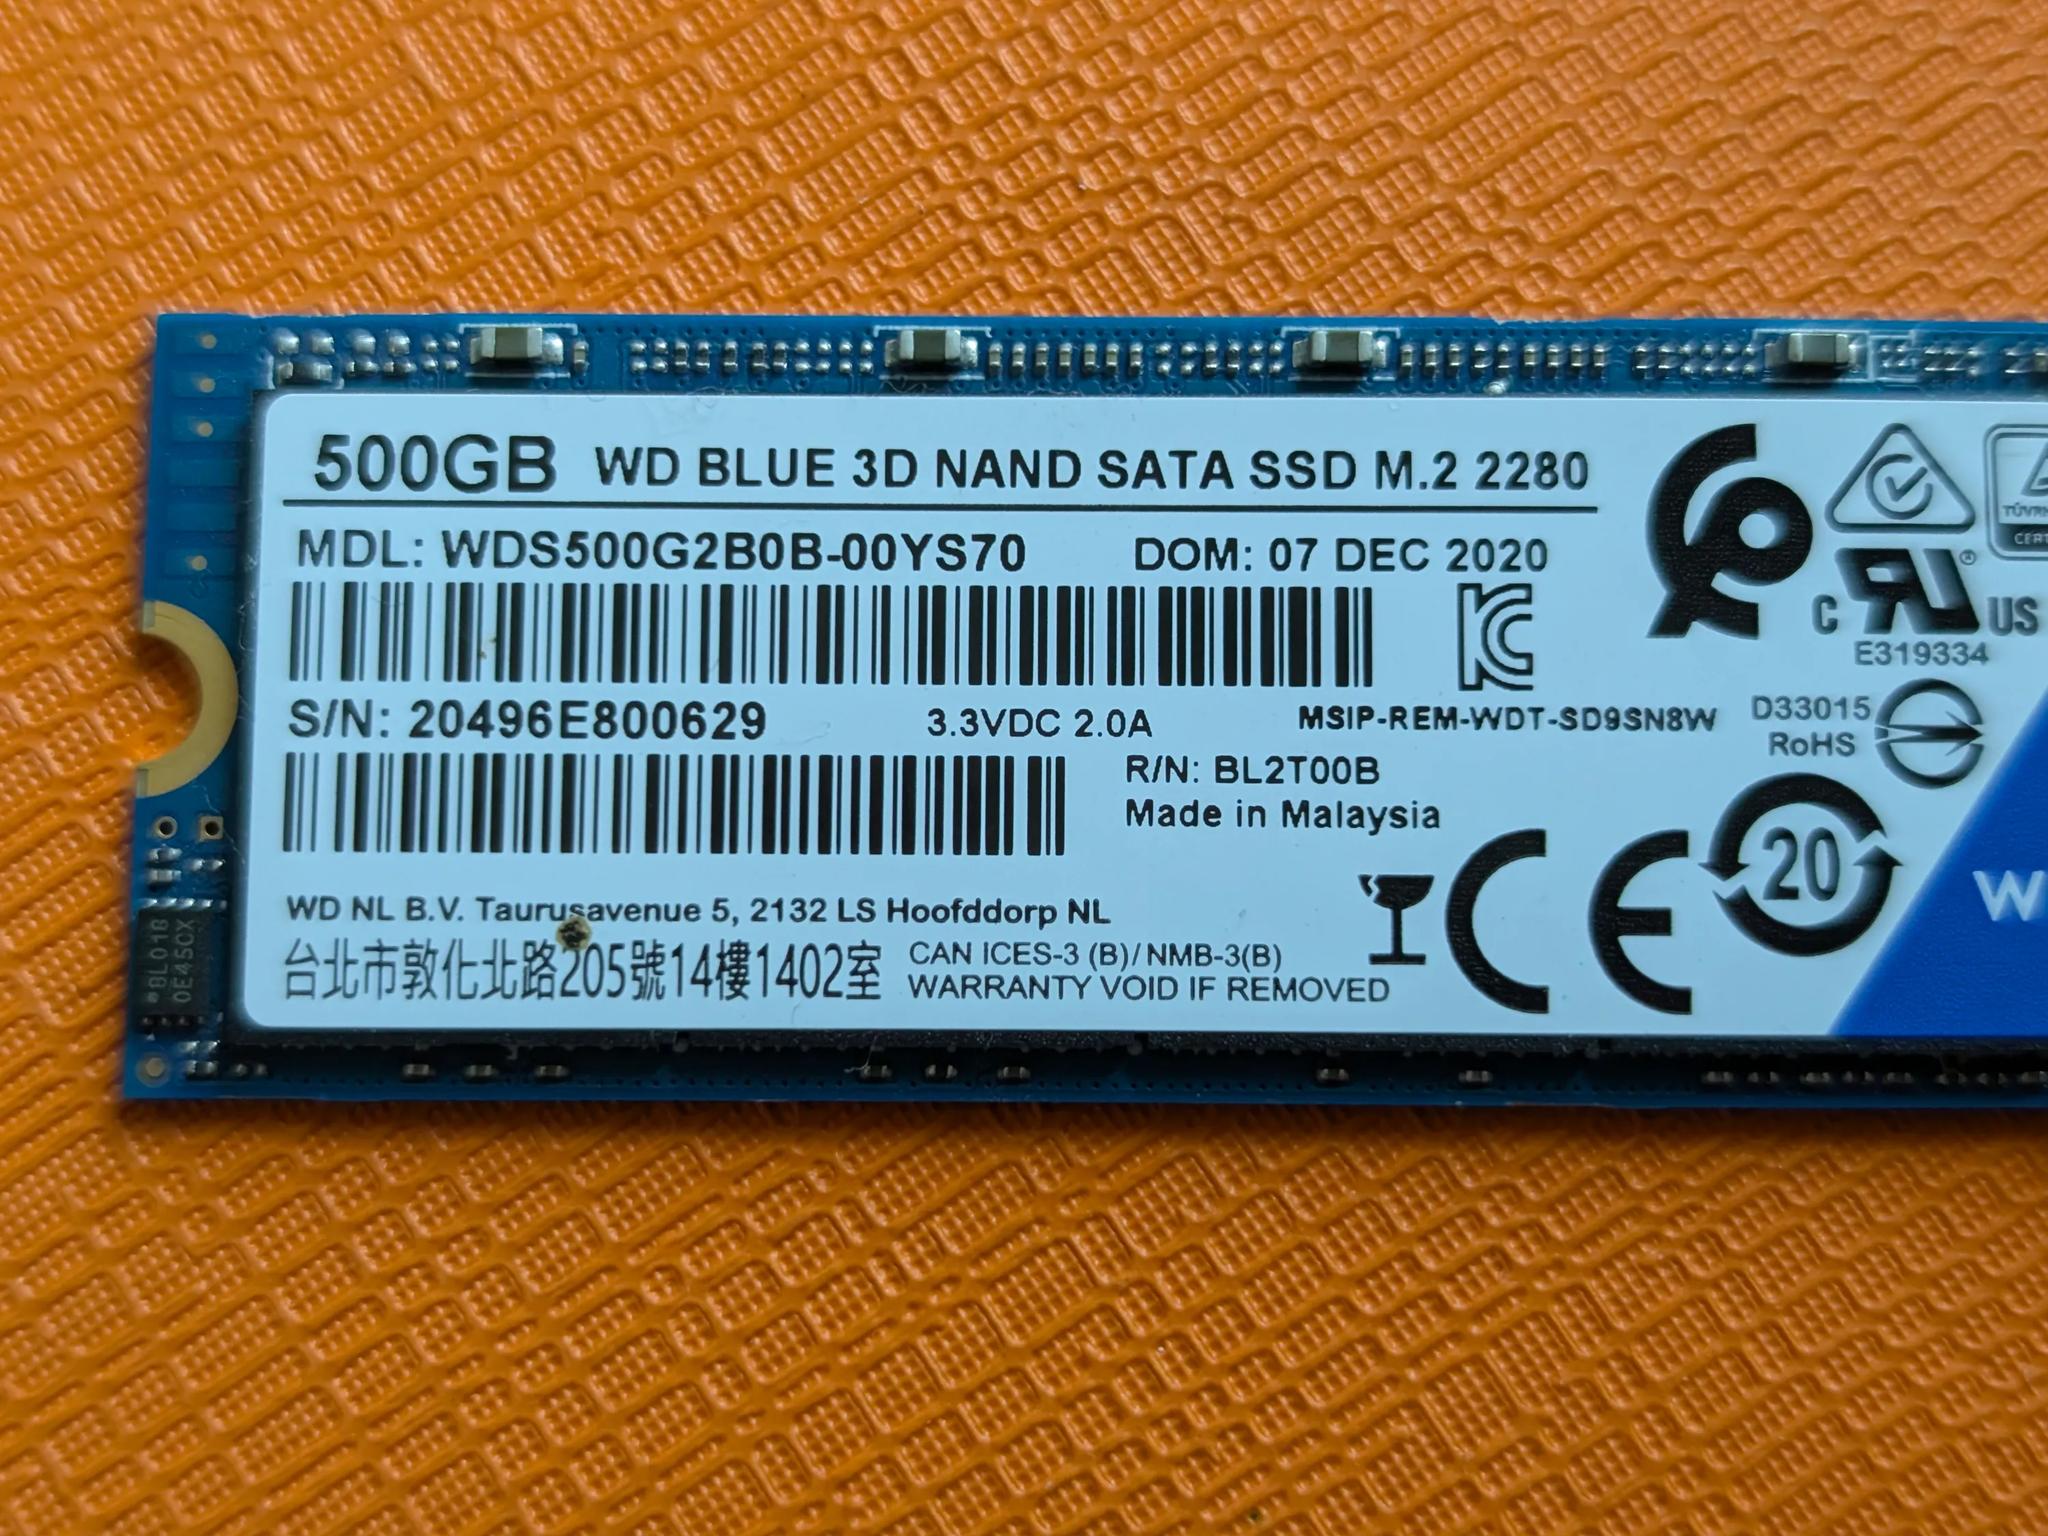 500GB WD BLUE 3D NAND SATA SSD M.2 2280
MDL: WDS500G2B0B-00YS70 DOM: 07 DEC 2020
S/N: 20496E800629 3.3VDC 2.0A MSIP-REM-WDT-SD9SN8W
R/N: BL2T00B
Made in Malaysia
WD NL B.V. Taurusavenue 5, 2132 LS Hoofddorp NL
台北市敦化北路205號14樓1402室
CAN ICES-3 (B)/NMB-3(B)
WARRANTY VOID IF REMOVED
C US
E319334
D33015
RoHS
20
CE